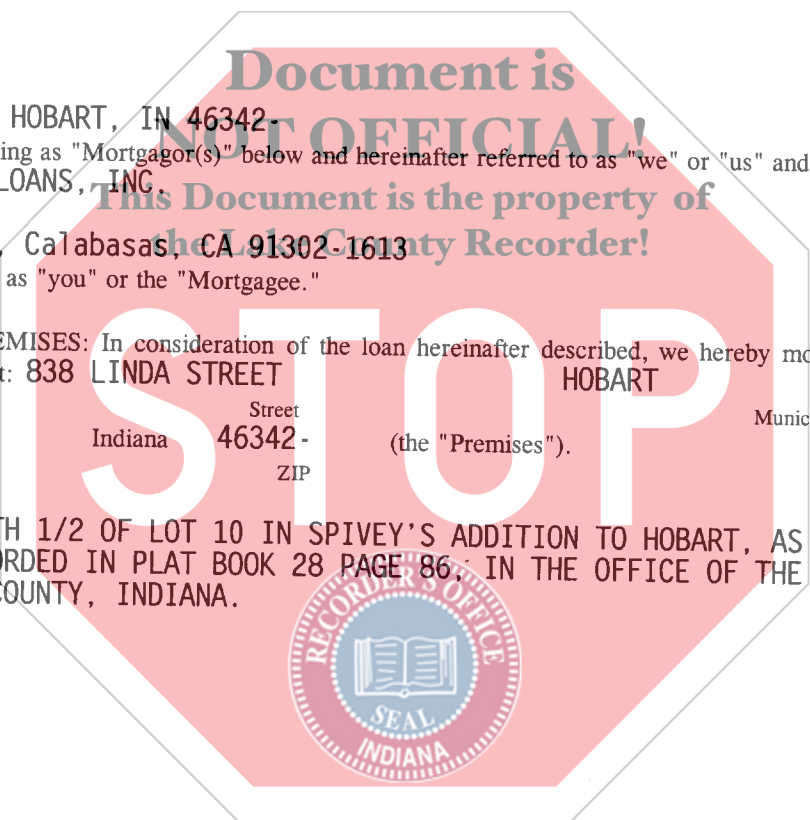 Document is
HOBART, IN 46342-
NOT OFFICIAL!
ing as "Mortgagor(s)" below and hereinafter referred to as "we" or "us" and
LOANS, INC.
This Document is the property of
, Calabasas, CA 91302-1613
the Lake County Recorder!
as "you" or the "Mortgagee."
STOP
EMISES: In consideration of the loan hereinafter described, we hereby mo
t: 838 LINDA STREET HOBART
Street Munic
Indiana 46342- (the "Premises").
ZIP
TH 1/2 OF LOT 10 IN SPIVEY'S ADDITION TO HOBART, AS
ORDED IN PLAT BOOK 28 PAGE 86, IN THE OFFICE OF THE
COUNTY, INDIANA.
RECORDER'S OFFICE
SEAL
INDIANA